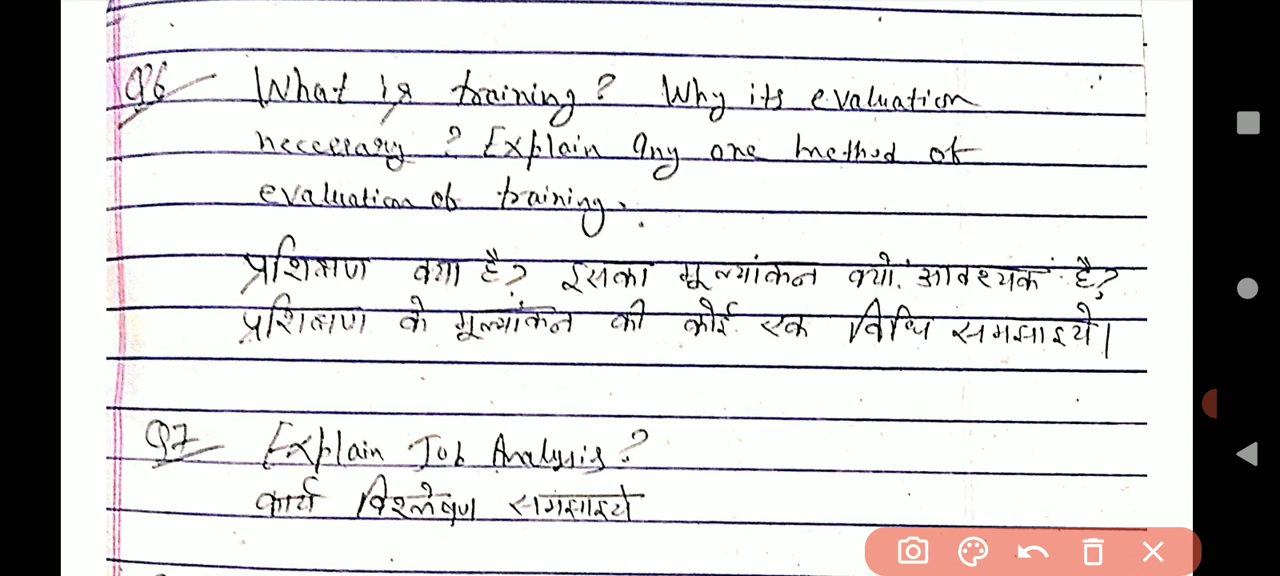 Q6 What is training? Why its evaluation
neccessary? Explain any one method of
evaluation of training.
प्रशिक्षण क्या है? इसका मूल्यांकन क्यों आवश्यक है?
प्रशिक्षण के मूल्यांकन की कोई एक विधि समझाइये।
Q7 Explain Job Analysis?
कार्य विश्लेषण समझाइये